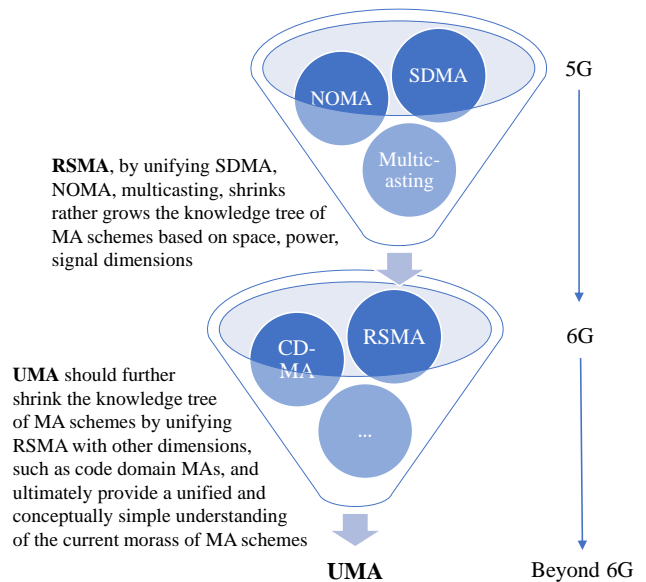 SDMA
5G
NOMA
Multic-
asting
RSMA, by unifying SDMA,
NOMA, multicasting, shrinks
rather grows the knowledge tree of
MA schemes based on space, power,
signal dimensions
RSMA
6G
CD-
MA
...
UMA should further
shrink the knowledge tree
of MA schemes by unifying
RSMA with other dimensions,
such as code domain MAs, and
ultimately provide a unified and
conceptually simple understanding
of the current morass of MA schemes
UMA
Beyond 6G